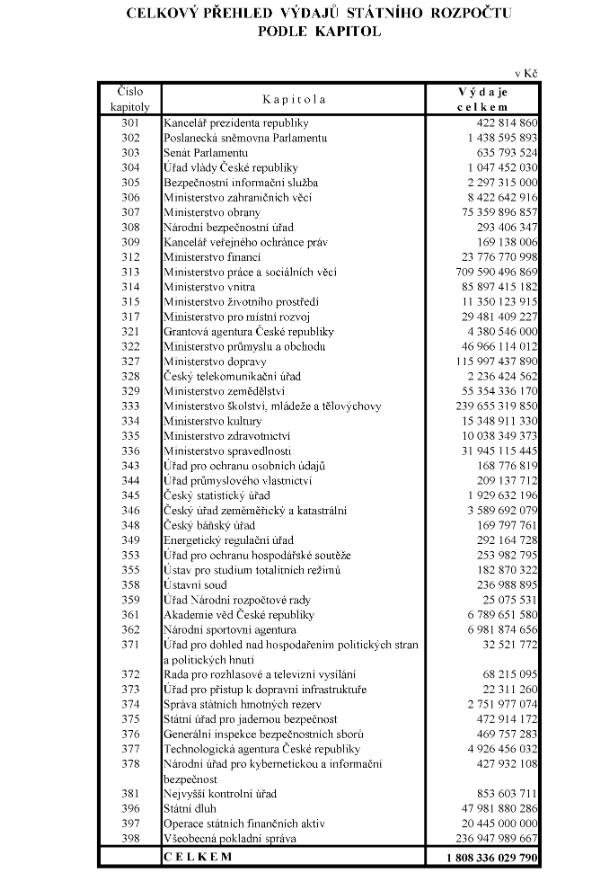 CELKOVÝ PŘEHLED VÝDAJŮ STÁTNÍHO ROZPOČTU
PODLE KAPITOL
v Kč
Číslo kapitoly Kapitola Výdaje celkem
301 Kancelář prezidenta republiky 422 814 860
302 Poslanecká sněmovna Parlamentu 1 438 595 893
303 Senát Parlamentu 635 793 524
304 Úřad vlády České republiky 1 047 452 030
305 Bezpečnostní informační služba 2 297 315 000
306 Ministerstvo zahraničních věcí 8 422 642 916
307 Ministerstvo obrany 75 359 896 857
308 Národní bezpečnostní úřad 293 406 347
309 Kancelář veřejného ochránce práv 169 138 006
312 Ministerstvo financí 23 776 770 998
313 Ministerstvo práce a sociálních věcí 709 590 496 869
314 Ministerstvo vnitra 85 897 415 182
315 Ministerstvo životního prostředí 11 350 123 915
317 Ministerstvo pro místní rozvoj 29 481 409 227
321 Grantová agentura České republiky 4 380 546 000
322 Ministerstvo průmyslu a obchodu 46 966 114 012
327 Ministerstvo dopravy 115 997 437 890
328 Český telekomunikační úřad 2 236 424 562
329 Ministerstvo zemědělství 55 354 336 170
333 Ministerstvo školství, mládeže a tělovýchovy 239 655 319 850
334 Ministerstvo kultury 15 348 911 330
335 Ministerstvo zdravotnictví 10 038 349 373
336 Ministerstvo spravedlnosti 31 945 115 445
343 Úřad pro ochranu osobních údajů 168 776 819
344 Úřad průmyslového vlastnictví 209 137 712
345 Český statistický úřad 1 929 632 196
346 Český úřad zeměměřický a katastrální 3 589 692 079
348 Český báňský úřad 169 797 761
349 Energetický regulační úřad 292 164 728
353 Úřad pro ochranu hospodářské soutěže 253 982 795
355 Ústav pro studium totalitních režimů 182 870 322
358 Ústavní soud 236 988 895
359 Úřad Národní rozpočtové rady 25 075 531
361 Akademie věd České republiky 6 789 651 580
362 Národní sportovní agentura 6 981 874 656
371 Úřad pro dohled nad hospodařením politických stran 32 521 772
a politických hnutí
372 Rada pro rozhlasové a televizní vysílání 68 215 095
373 Úřad pro přístup k dopravní infrastruktuře 22 311 260
374 Správa státních hmotných rezerv 2 751 977 074
375 Státní úřad pro jadernou bezpečnost 472 914 172
376 Generální inspekce bezpečnostních sborů 469 757 283
377 Technologická agentura České republiky 4 926 456 032
378 Národní úřad pro kybernetickou a informační 427 932 108
bezpečnost
381 Nejvyšší kontrolní úřad 853 603 711
396 Státní dluh 47 981 880 286
397 Operace státních finančních aktiv 20 445 000 000
398 Všeobecná pokladní správa 236 947 989 667
CELKEM 1 808 336 029 790